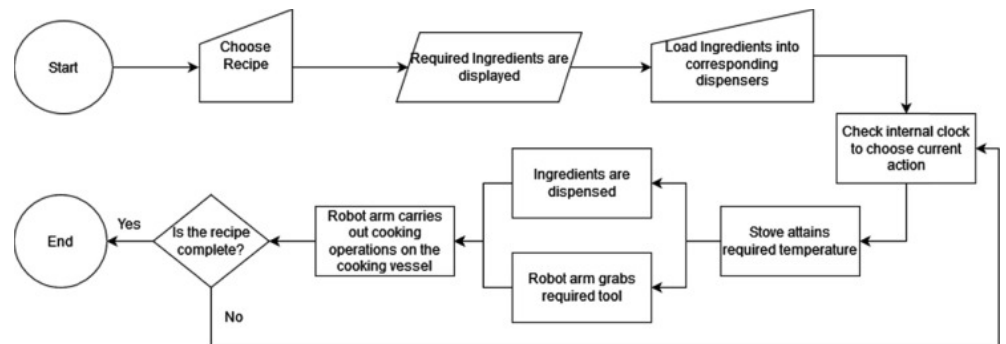 Start
Choose
Recipe
Required Ingredients are
displayed
Load Ingredients into
corresponding
dispensers
Check internal clock
to choose current
action
Stove attains
required temperature
Ingredients are
dispensed
Robot arm grabs
required tool
Robot arm carries
out cooking
operations on the
cooking vessel
Is the recipe
complete?
Yes
End
No